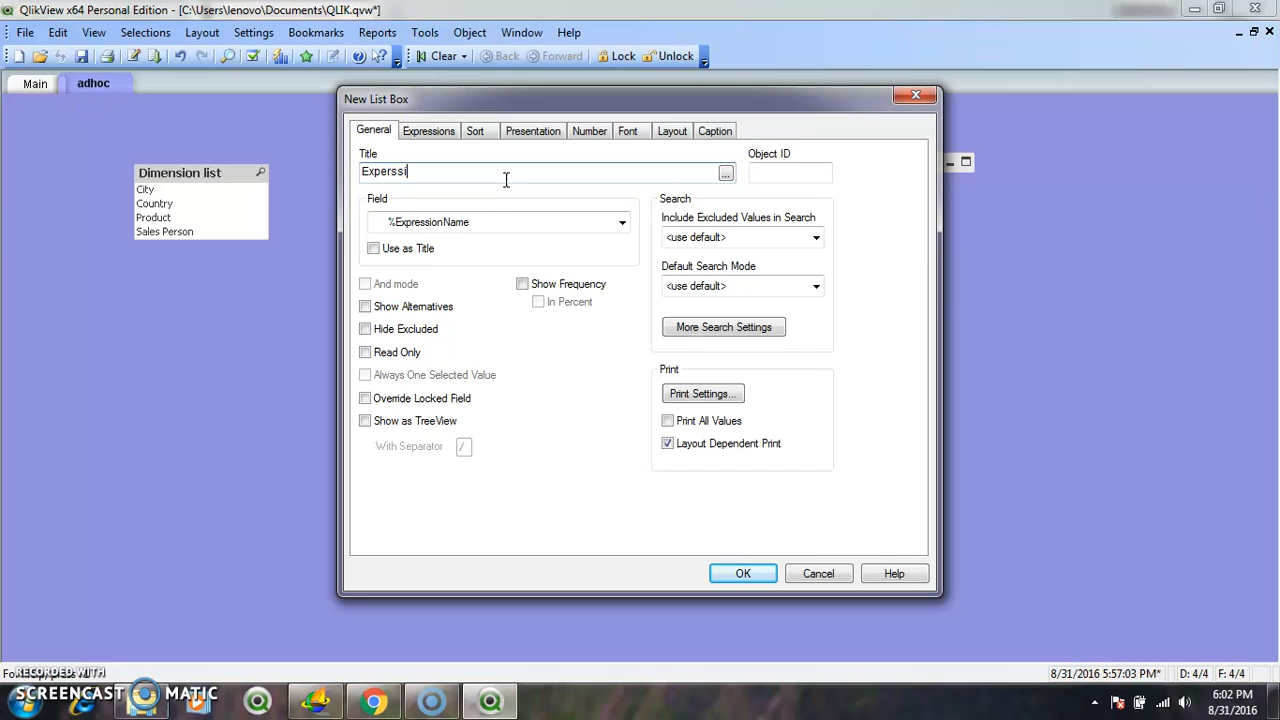 QlikView x64 Personal Edition - [C:\Users\lenovo\Documents\QLIK.qvw*]
File Edit View Selections Layout Settings Bookmarks Reports Tools Object Window Help
Clear Back Forward Lock Unlock
Main adhoc
New List Box
General Expressions Sort Presentation Number Font Layout Caption
Title Object ID
Experssi
...
Dimension list
City
Country
Product
Sales Person
Field
%ExpressionName
Use as Title
And mode
Show Alternatives
Hide Excluded
Read Only
Always One Selected Value
Override Locked Field
Show as TreeView
With Separator /
Show Frequency
In Percent
Search
Include Excluded Values in Search
<use default>
Default Search Mode
<use default>
More Search Settings
Print
Print Settings...
Print All Values
Layout Dependent Print
OK Cancel Help
8/31/2016 5:57:03 PM* D: 4/4 F: 4/4
RECORDED WITH
SCREENCAST MATIC
6:02 PM
8/31/2016